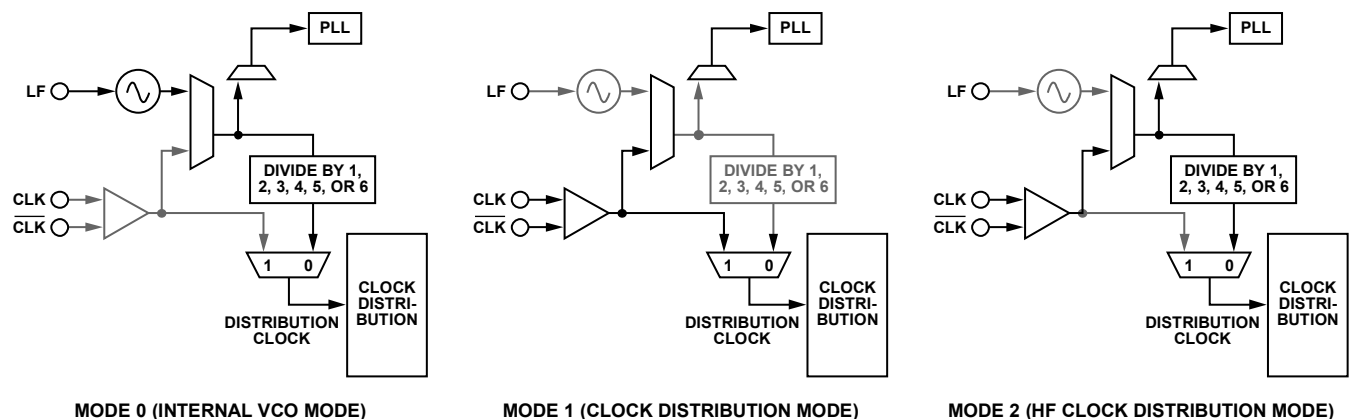 PLL
LF
CLK
CLK
DIVIDE BY 1,
2, 3, 4, 5, OR 6
1 0
CLOCK
DISTRI-
BUTION
DISTRIBUTION
CLOCK
MODE 0 (INTERNAL VCO MODE)
PLL
LF
CLK
CLK
DIVIDE BY 1,
2, 3, 4, 5, OR 6
1 0
CLOCK
DISTRI-
BUTION
DISTRIBUTION
CLOCK
MODE 1 (CLOCK DISTRIBUTION MODE)
PLL
LF
CLK
CLK
DIVIDE BY 1,
2, 3, 4, 5, OR 6
1 0
CLOCK
DISTRI-
BUTION
DISTRIBUTION
CLOCK
MODE 2 (HF CLOCK DISTRIBUTION MODE)